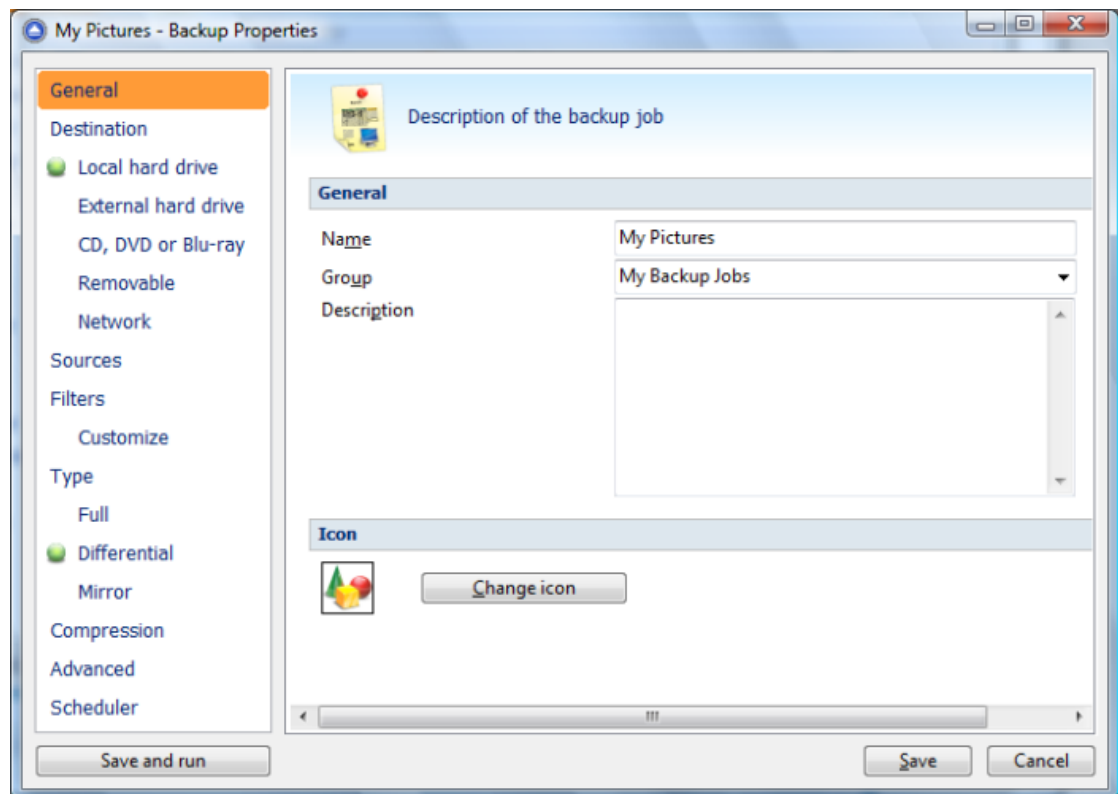 My Pictures - Backup Properties
General
Destination
Local hard drive
External hard drive
CD, DVD or Blu-ray
Removable
Network
Sources
Filters
Customize
Type
Full
Differential
Mirror
Compression
Advanced
Scheduler
Description of the backup job
General
Name My Pictures
Group My Backup Jobs
Description
Icon
Change icon
Save and run Save Cancel